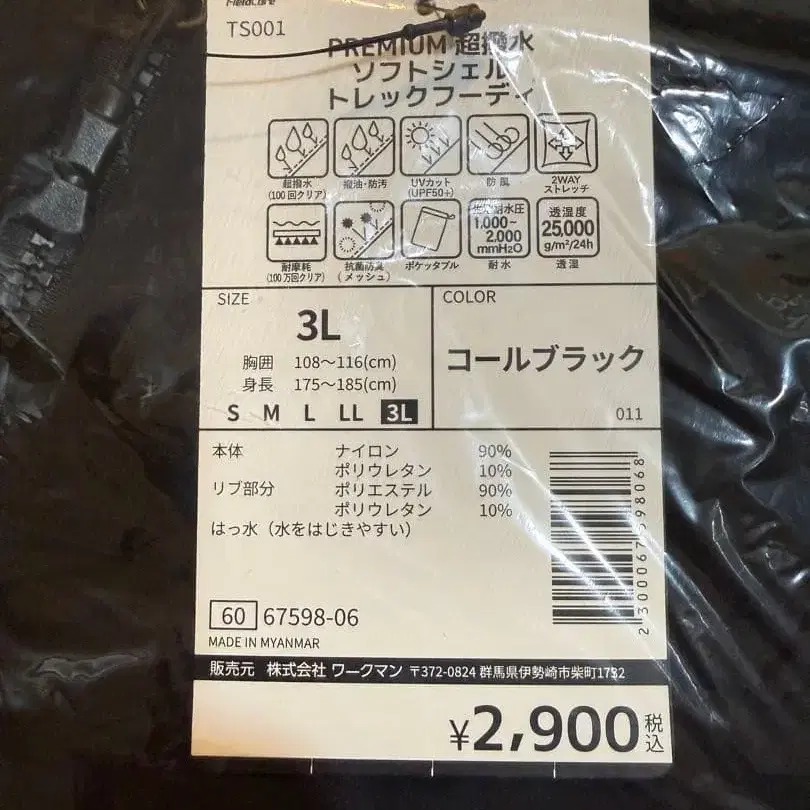 FieldCore
TS001
PREMIUM 超撥水
ソフトシェル
トレックフーディ
超撥水
(100回クリア)
撥油・防汚
UVカット
(UPF50+)
防風
2WAY
ストレッチ
耐摩耗
(100万回クリア)
抗菌防臭
(メッシュ)
ポケッタブル
1,000~
2,000
mmH₂O
耐水
透湿度
25,000
g/m²/24h
透湿
SIZE
3L
胸囲 108~116(cm)
身長 175~185(cm)
S M L LL 3L
COLOR
コールブラック
011
本体 ナイロン 90%
ポリウレタン 10%
リブ部分 ポリエステル 90%
ポリウレタン 10%
はっ水(水をはじきやすい)
2300067598068
60 67598-06
MADE IN MYANMAR
販売元 株式会社 ワークマン 〒372-0824 群馬県伊勢崎市柴町1732
¥2,900税込